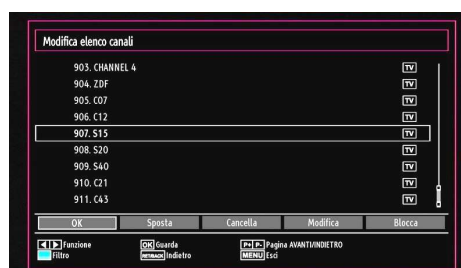 Modifica elenco canali
903. CHANNEL 4 TV
904. ZDF TV
905. C07 TV
906. C12 TV
907. S15 TV
908. S20 TV
909. S40 TV
910. C21 TV
911. C43 TV
OK Sposta Cancella Modifica Blocca
Funzione OK Guarda P+ P- Pagina AVANTI/INDIETRO
Filtro RET/BACK Indietro MENU Esci